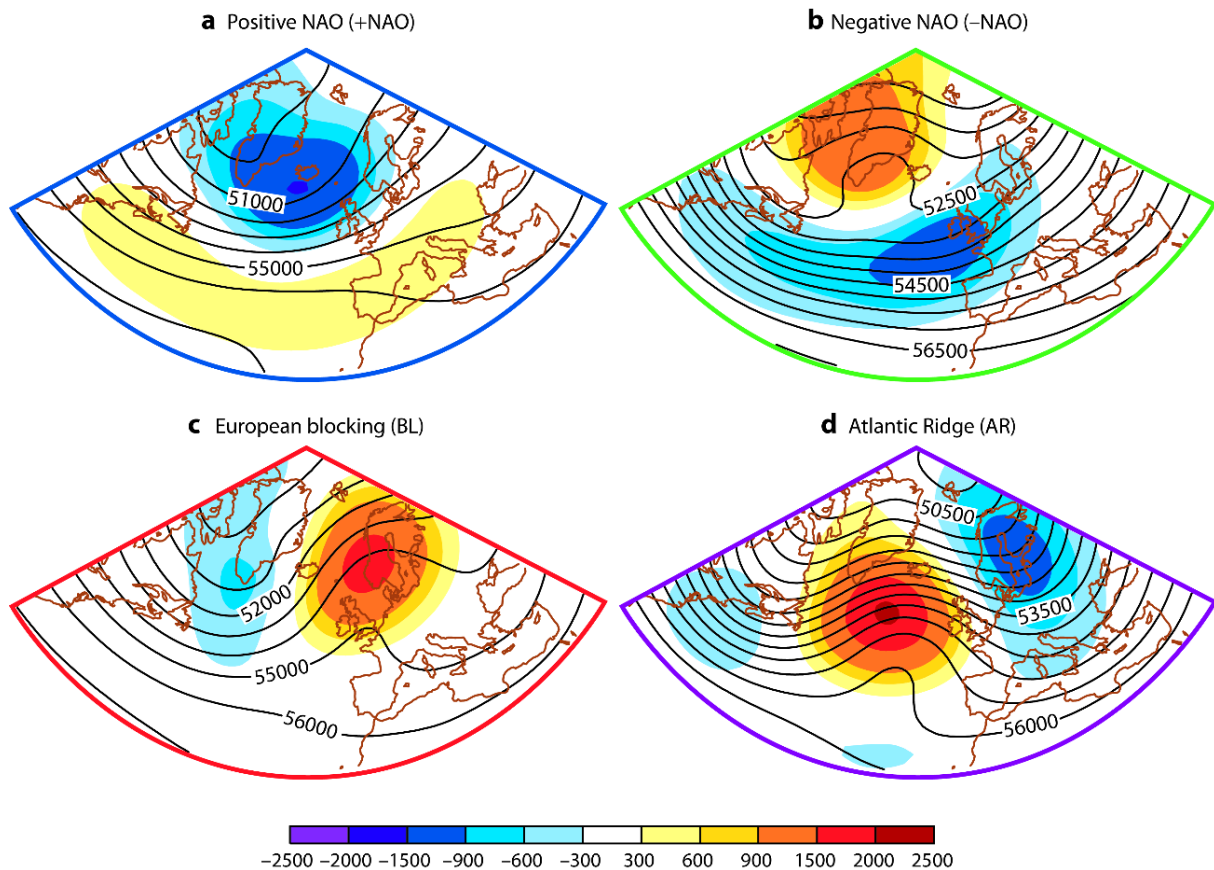 a Positive NAO (+NAO)
b Negative NAO (–NAO)
51000
55000
52500
54500
56500
c European blocking (BL)
d Atlantic Ridge (AR)
52000
55000
56000
50500
53500
56000
–2500 –2000 –1500 –900 –600 –300 300 600 900 1500 2000 2500